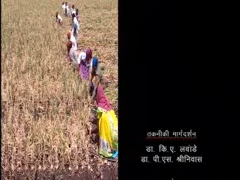 तकनीकी मार्गदर्शन
डा. कि.ए. लवांडे
डा. पी.एस. श्रीनिवास